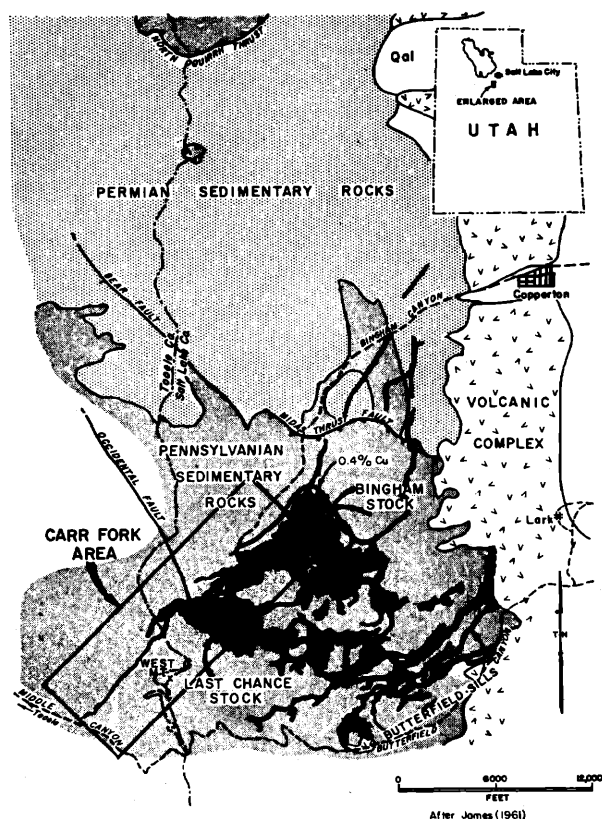 NORTH OQUIRRH THRUST
Qal
Salt Lake City
ENLARGED AREA
UTAH
PERMIAN SEDIMENTARY ROCKS
BEAR FAULT
Tooele Co
Salt Lake Co
BINGHAM CANYON
Copperton
MIDAS THRUST FAULT
VOLCANIC
COMPLEX
OCCIDENTAL FAULT
PENNSYLVANIAN
SEDIMENTARY
ROCKS
0.4% Cu
BINGHAM
STOCK
CARR FORK
AREA
Lark
WEST
LAST CHANCE
STOCK
MIDDLE CANYON
BUTTERFIELD SILLS
BUTTERFIELD CANYON
0 6000 12,000
FEET
After James (1961)